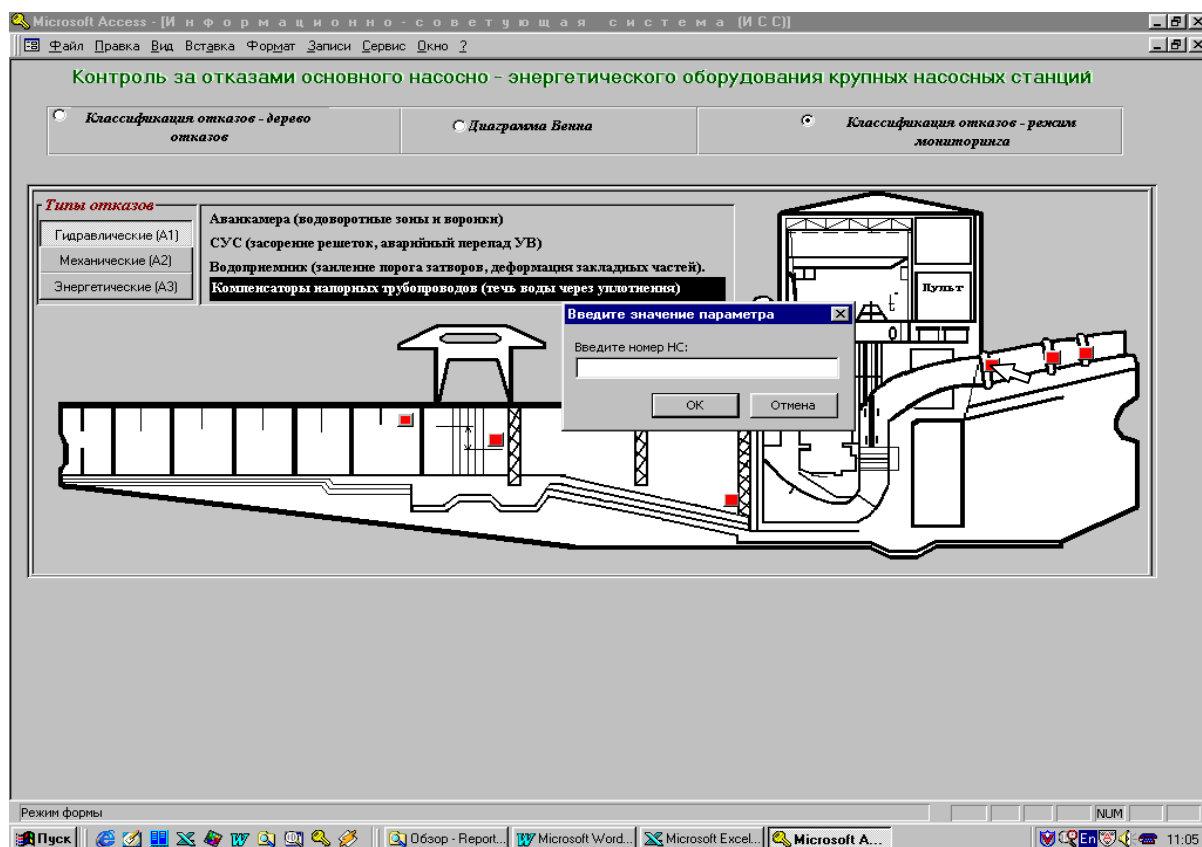 Microsoft Access - [И н ф о р м а ц и о н н о - с о в е т у ю щ а я с и с т е м а (И С С)]
Файл Правка Вид Вставка Формат Записи Сервис Окно ?
Контроль за отказами основного насосно - энергетического оборудования крупных насосных станций
Классификация отказов - дерево
отказов
Диаграмма Венна
Классификация отказов - режим
мониторинга
Типы отказов
Гидравлические (A1)
Механические (A2)
Энергетические (A3)
Аванкамера (водоворотные зоны и воронки)
СУС (засорение решеток, аварийный перепад УВ)
Водоприемник (заиление порога затворов, деформация закладных частей).
Компенсаторы напорных трубопроводов (течь воды через уплотнения)
Пульт
Введите значение параметра
Введите номер НС:
OK
Отмена
Режим формы
NUM
Пуск
Обзор - Report...
Microsoft Word...
Microsoft Excel...
Microsoft A...
En
11:05